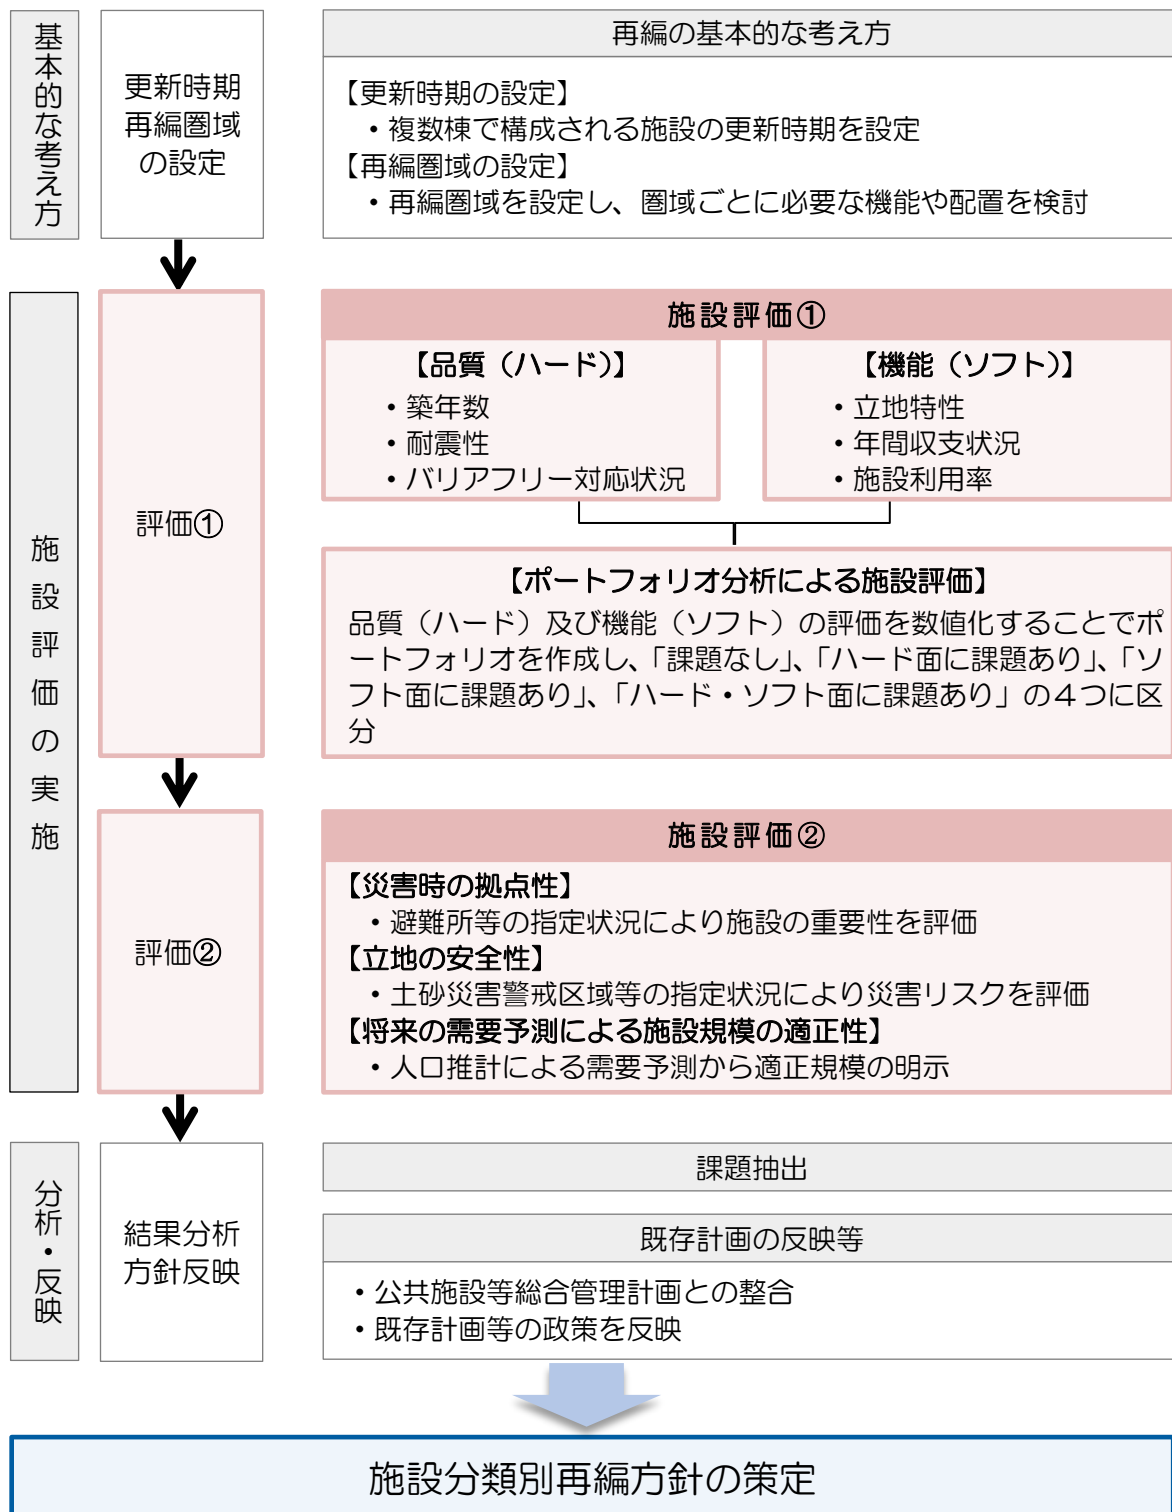 基本的な考え方
更新時期
再編圏域
の設定
再編の基本的な考え方
【更新時期の設定】
・複数棟で構成される施設の更新時期を設定
【再編圏域の設定】
・再編圏域を設定し、圏域ごとに必要な機能や配置を検討
施設評価の実施
評価①
施設評価①
【品質（ハード）】
・築年数
・耐震性
・バリアフリー対応状況
【機能（ソフト）】
・立地特性
・年間収支状況
・施設利用率
【ポートフォリオ分析による施設評価】
品質（ハード）及び機能（ソフト）の評価を数値化することでポ
ートフォリオを作成し、「課題なし」、「ハード面に課題あり」、「ソ
フト面に課題あり」、「ハード・ソフト面に課題あり」の４つに区
分
評価②
施設評価②
【災害時の拠点性】
・避難所等の指定状況により施設の重要性を評価
【立地の安全性】
・土砂災害警戒区域等の指定状況により災害リスクを評価
【将来の需要予測による施設規模の適正性】
・人口推計による需要予測から適正規模の明示
分析・反映
結果分析
方針反映
課題抽出
既存計画の反映等
・公共施設等総合管理計画との整合
・既存計画等の政策を反映
施設分類別再編方針の策定